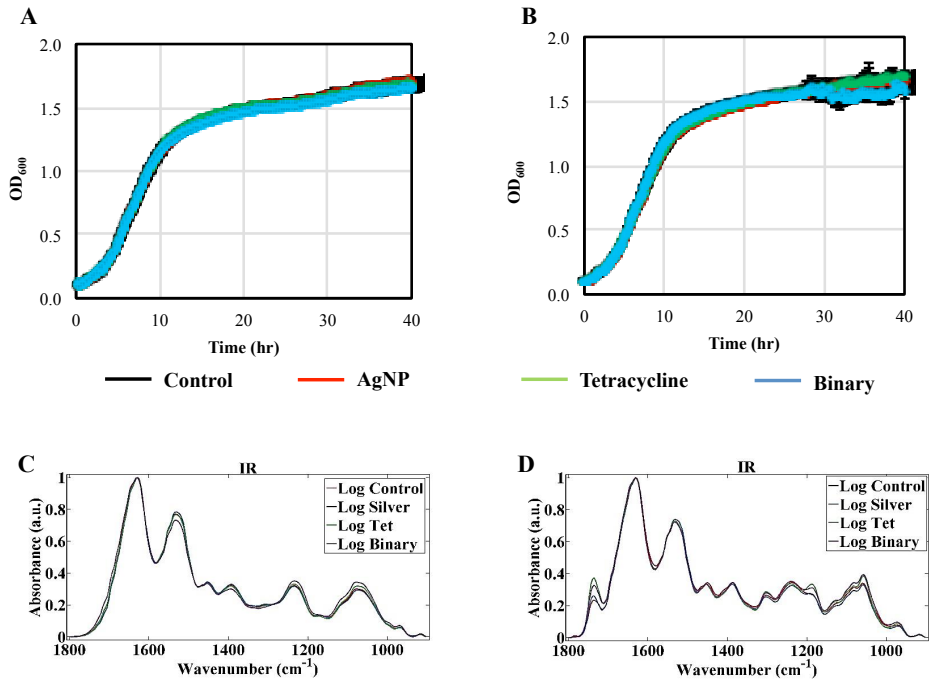 A
B
2.0
1.5
1.0
0.5
0.0
OD600
0
10
20
30
40
Time (hr)
2.0
1.5
1.0
0.5
0.0
OD600
0
10
20
30
40
Time (hr)
Control
AgNP
Tetracycline
Binary
C
IR
1
0.8
0.6
0.4
0.2
0
Absorbance (a.u.)
Log Control
Log Silver
Log Tet
Log Binary
1800
1600
1400
1200
1000
Wavenumber (cm-1)
D
IR
1
0.8
0.6
0.4
0.2
0
Absorbance (a.u.)
Log Control
Log Silver
Log Tet
Log Binary
1800
1600
1400
1200
1000
Wavenumber (cm-1)